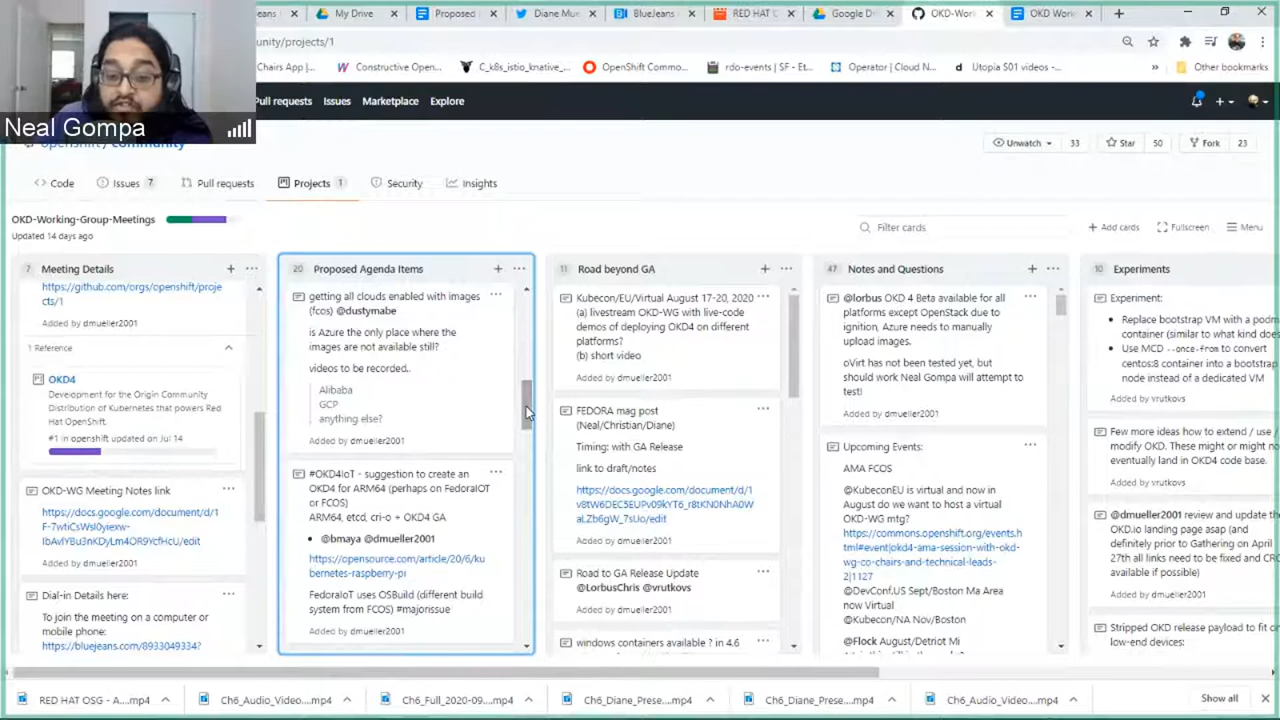 My Drive
Proposed
Diane Mue
BlueJeans
RED HAT
Google D
OKD-Work
OKD Work
unity/projects/1
Chairs App |...
Constructive Open...
C_k8s_istio_knative_...
OpenShift Commo...
rdo-events | SF - Et...
Operator | Cloud N...
Utopia S01 videos -...
»
Other bookmarks
Neal Gompa
Pull requests
Issues
Marketplace
Explore
openshift / community
Unwatch
33
Star
50
Fork
23
Code
Issues 7
Pull requests
Projects 1
Security
Insights
OKD-Working-Group-Meetings
Updated 14 days ago
Filter cards
+ Add cards
Fullscreen
Menu
7 Meeting Details
https://github.com/orgs/openshift/proje
cts/1
Added by dmueller2001
1 Reference
OKD4
Development for the Origin Community
Distribution of Kubernetes that powers Red
Hat OpenShift.
#1 in openshift updated on Jul 14
OKD-WG Meeting Notes link
https://docs.google.com/document/d/1
Added by dmueller2001
Dial-in Details here:
To join the meeting on a computer or
mobile phone:
https://bluejeans.com/8933049334?
20 Proposed Agenda Items
getting all clouds enabled with images
(fcos) @dustymabe
is Azure the only place where the
images are not available still?
videos to be recorded..
Alibaba
GCP
anything else?
Added by dmueller2001
#OKD4IoT - suggestion to create an
OKD4 for ARM64 (perhaps on FedoraIOT
or FCOS)
ARM64, etcd, cri-o + OKD4 GA
• @bmaya @dmueller2001
https://opensource.com/article/20/6/ku
bernetes-raspberry-pi
FedoraIoT uses OSBuild (different build
system from FCOS) #majorissue
Added by dmueller2001
11 Road beyond GA
Kubecon/EU/Virtual August 17-20, 2020
(a) livestream OKD-WG with live-code
demos of deploying OKD4 on different
platforms?
(b) short video
Added by dmueller2001
FEDORA mag post
(Neal/Christian/Diane)
Timing: with GA Release
link to draft/notes
https://docs.google.com/document/d/1
v8tW6DEC5EUPv09kYT6_r8tKN0NhA0W
aLZb6gW_7sUo/edit
Added by dmueller2001
Road to GA Release Update
@LorbusChris @vrutkovs
Added by dmueller2001
windows containers available ? in 4.6
47 Notes and Questions
@lorbus OKD 4 Beta available for all
platforms except OpenStack due to
ignition, Azure needs to manually
upload images.
oVirt has not been tested yet, but
should work Neal Gompa will attempt to
test!
Added by dmueller2001
Upcoming Events:
AMA FCOS
@KubeconEU is virtual and now in
August do we want to host a virtual
OKD-WG mtg?
https://commons.openshift.org/events.h
tml#event|okd4-ama-session-with-okd-
wg-co-chairs-and-technical-leads-
2|1127
@DevConf.US Sept/Boston Ma Area
now Virtual
@Kubecon/NA Nov/Boston
@Flock August/Detriot Mi
10 Experiments
Experiment:
• Replace bootstrap VM with a podm
container (similar to what kind does
• Use MCD --once-from to convert
centos:8 container into a bootstrap
node instead of a dedicated VM
Added by vrutkovs
Few more ideas how to extend / use /
modify OKD. These might or might no
eventually land in OKD4 code base.
Added by vrutkovs
@dmueller2001 review and update the
OKD.io landing page asap (and
definitely prior to Gathering on April
27th all links need to be fixed and CRC
available if possible)
Added by dmueller2001
Stripped OKD release payload to fit on
low-end devices:
RED HAT OSG - A....mp4
Ch6_Audio_Video....mp4
Ch6_Full_2020-09....mp4
Ch6_Diane_Prese....mp4
Ch6_Diane_Prese....mp4
Ch6_Audio_Video....mp4
Show all